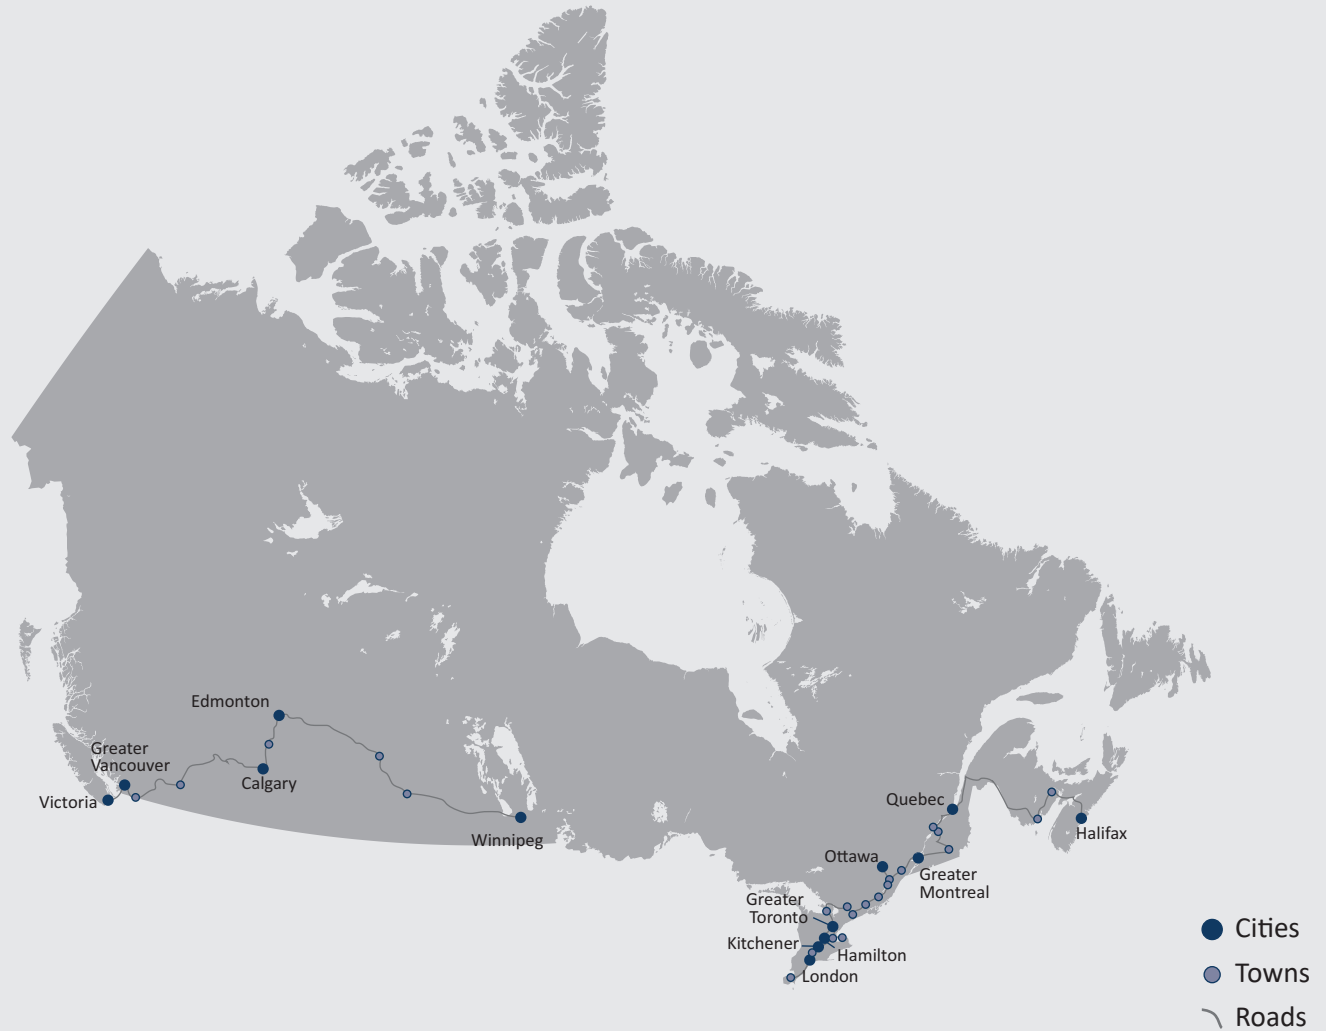 Edmonton
Greater
Vancouver
Calgary
Victoria
Winnipeg
Quebec
Halifax
Ottawa
Greater
Montreal
Greater
Toronto
Kitchener
Hamilton
London
Cities
Towns
Roads